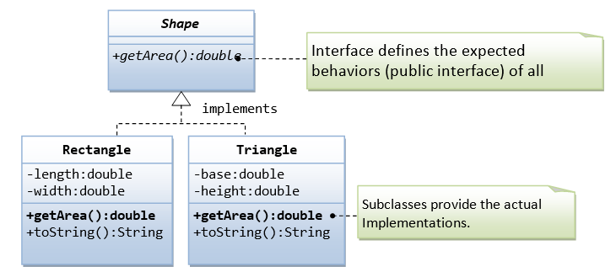 Shape
+getArea():double
Interface defines the expected
behaviors (public interface) of all
implements
Rectangle
-length:double
-width:double
+getArea():double
+toString():String
Triangle
-base:double
-height:double
+getArea():double
+toString():String
Subclasses provide the actual
Implementations.